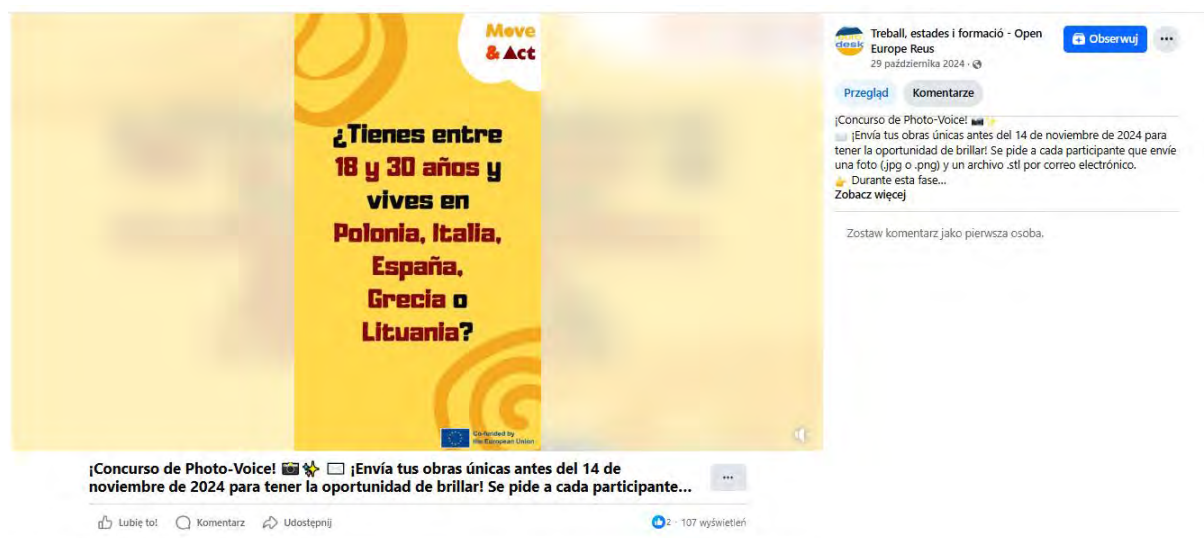 Move
& Act
¿Tienes entre
18 y 30 años y
vives en
Polonia, Italia,
España,
Grecia o
Lituania?
Co-funded by
the European Union
¡Concurso de Photo-Voice! 📷✨ ✉️ ¡Envía tus obras únicas antes del 14 de
noviembre de 2024 para tener la oportunidad de brillar! Se pide a cada participante...
Lubię to!
Komentarz
Udostępnij
2 · 107 wyświetleń
desk
Treball, estades i formació - Open
Europe Reus
29 października 2024 ·
Obserwuj
Przegląd
Komentarze
¡Concurso de Photo-Voice! 📷✨
✉️ ¡Envía tus obras únicas antes del 14 de noviembre de 2024 para
tener la oportunidad de brillar! Se pide a cada participante que envíe
una foto (.jpg o .png) y un archivo .stl por correo electrónico.
👉 Durante esta fase...
Zobacz więcej
Zostaw komentarz jako pierwsza osoba.